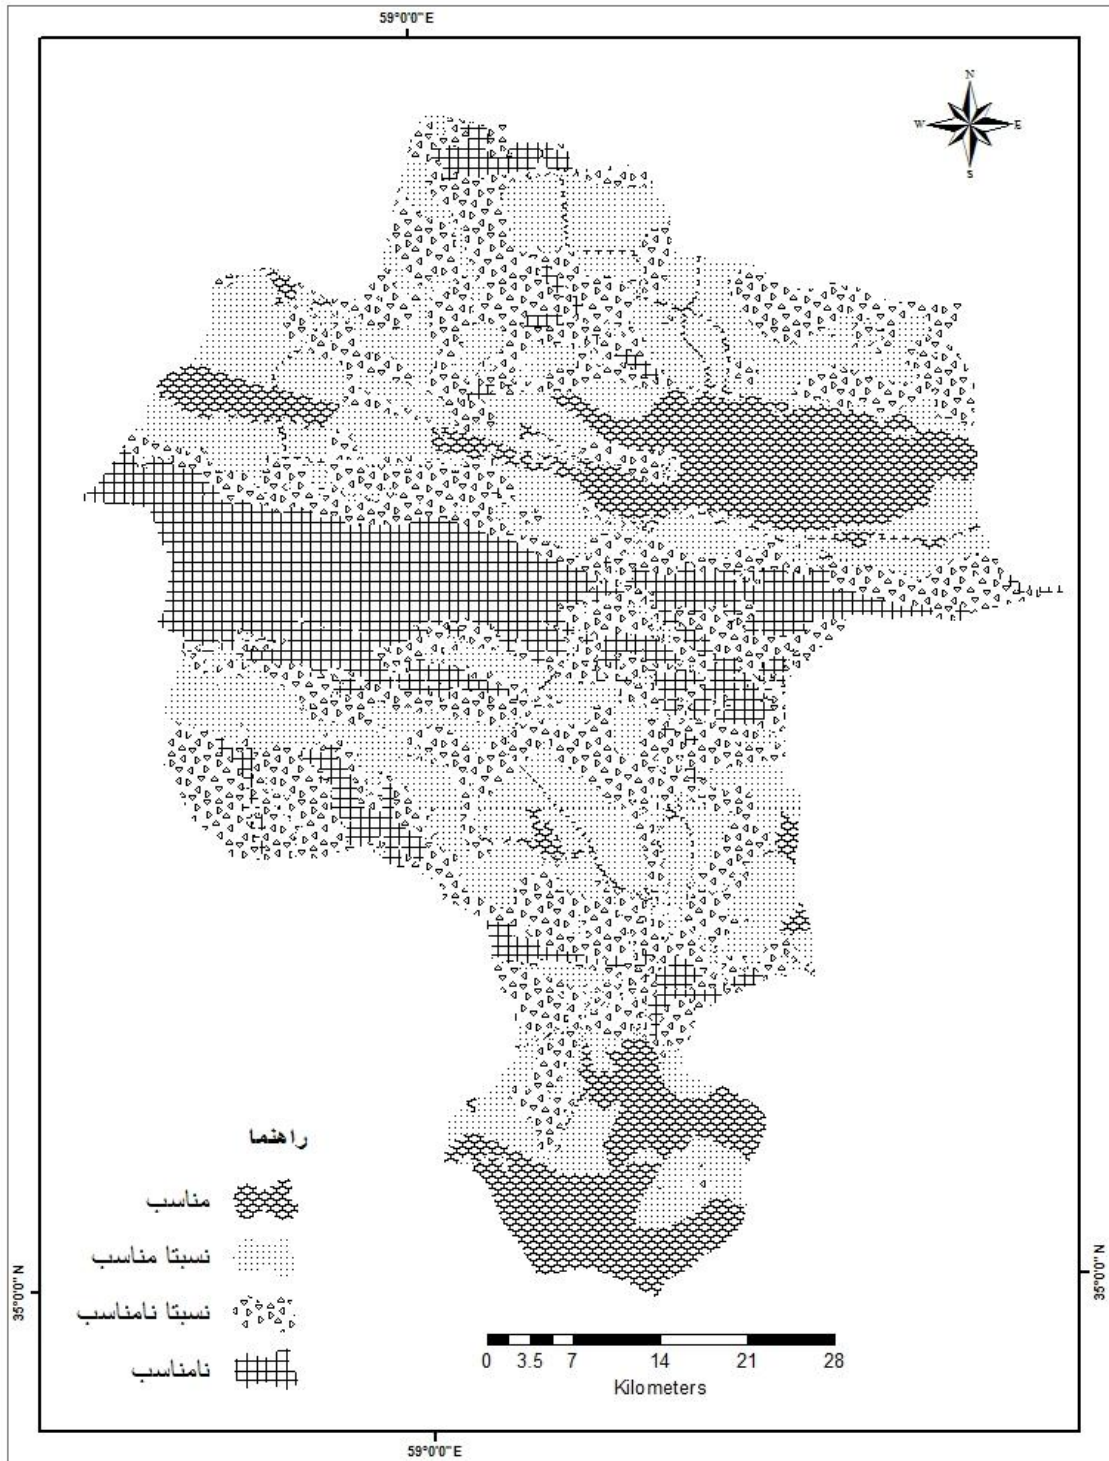 59°0'0"E
N
W E
S
راهنما
مناسب
نسبتا مناسب
نسبتا نامناسب
نامناسب
35°0'0"N
35°0'0"N
0 3.5 7 14 21 28
Kilometers
59°0'0"E